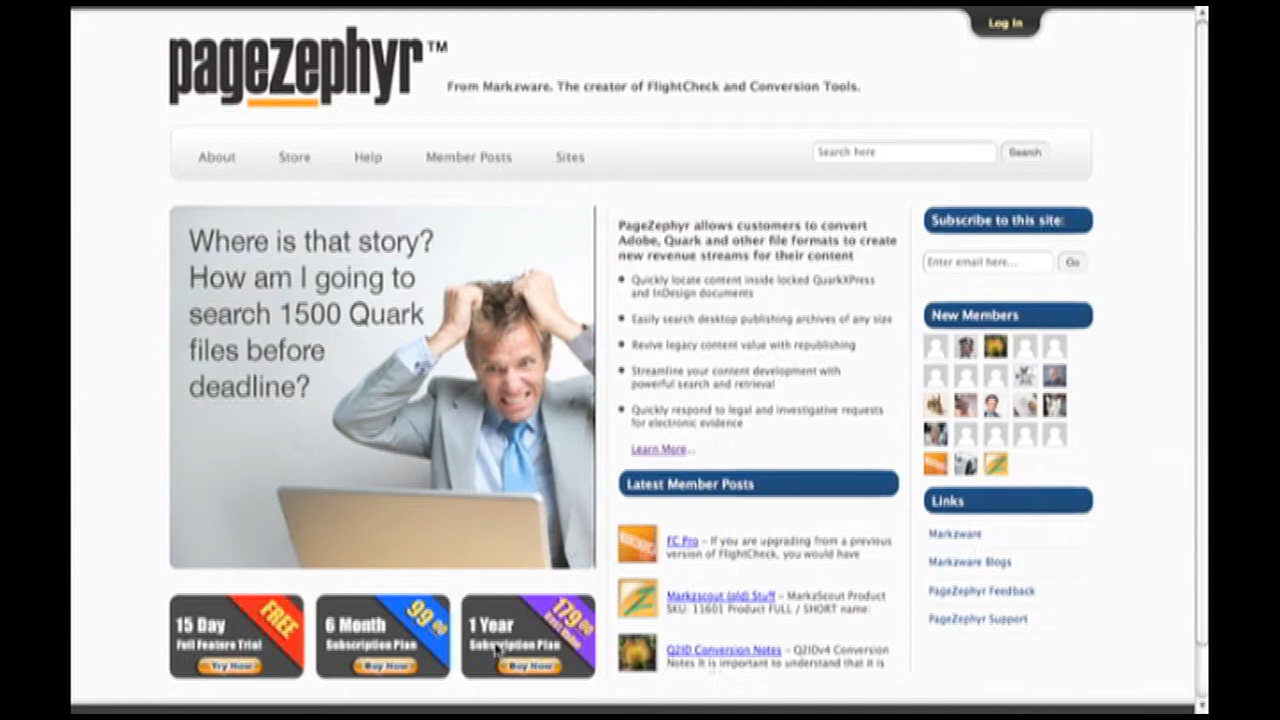 Log In
pagezephyr™
From Markzware. The creator of FlightCheck and Conversion Tools.
About
Store
Help
Member Posts
Sites
Search here
Search
Where is that story?
How am I going to
search 1500 Quark
files before
deadline?
PageZephyr allows customers to convert
Adobe, Quark and other file formats to create
new revenue streams for their content
Quickly locate content inside locked QuarkXPress
and InDesign documents
Easily search desktop publishing archives of any size
Revive legacy content value with republishing
Streamline your content development with
powerful search and retrieval
Quickly respond to legal and investigative requests
for electronic evidence
Learn More...
Latest Member Posts
FC Pro – If you are upgrading from a previous
version of FlightCheck, you would have
Markzscout (old) Stuff – MarkzScout Product
SKU: 11601 Product FULL / SHORT name:
Q2ID Conversion Notes – Q2IDv4 Conversion
Notes It is important to understand that it is
Subscribe to this site:
Enter email here...
Go
New Members
Links
Markzware
Markzware Blogs
PageZephyr Feedback
PageZephyr Support
15 Day
Full Feature Trial
FREE
Try Now
6 Month
Subscription Plan
99.00
Buy Now
1 Year
Subscription Plan
179.00
Buy Now